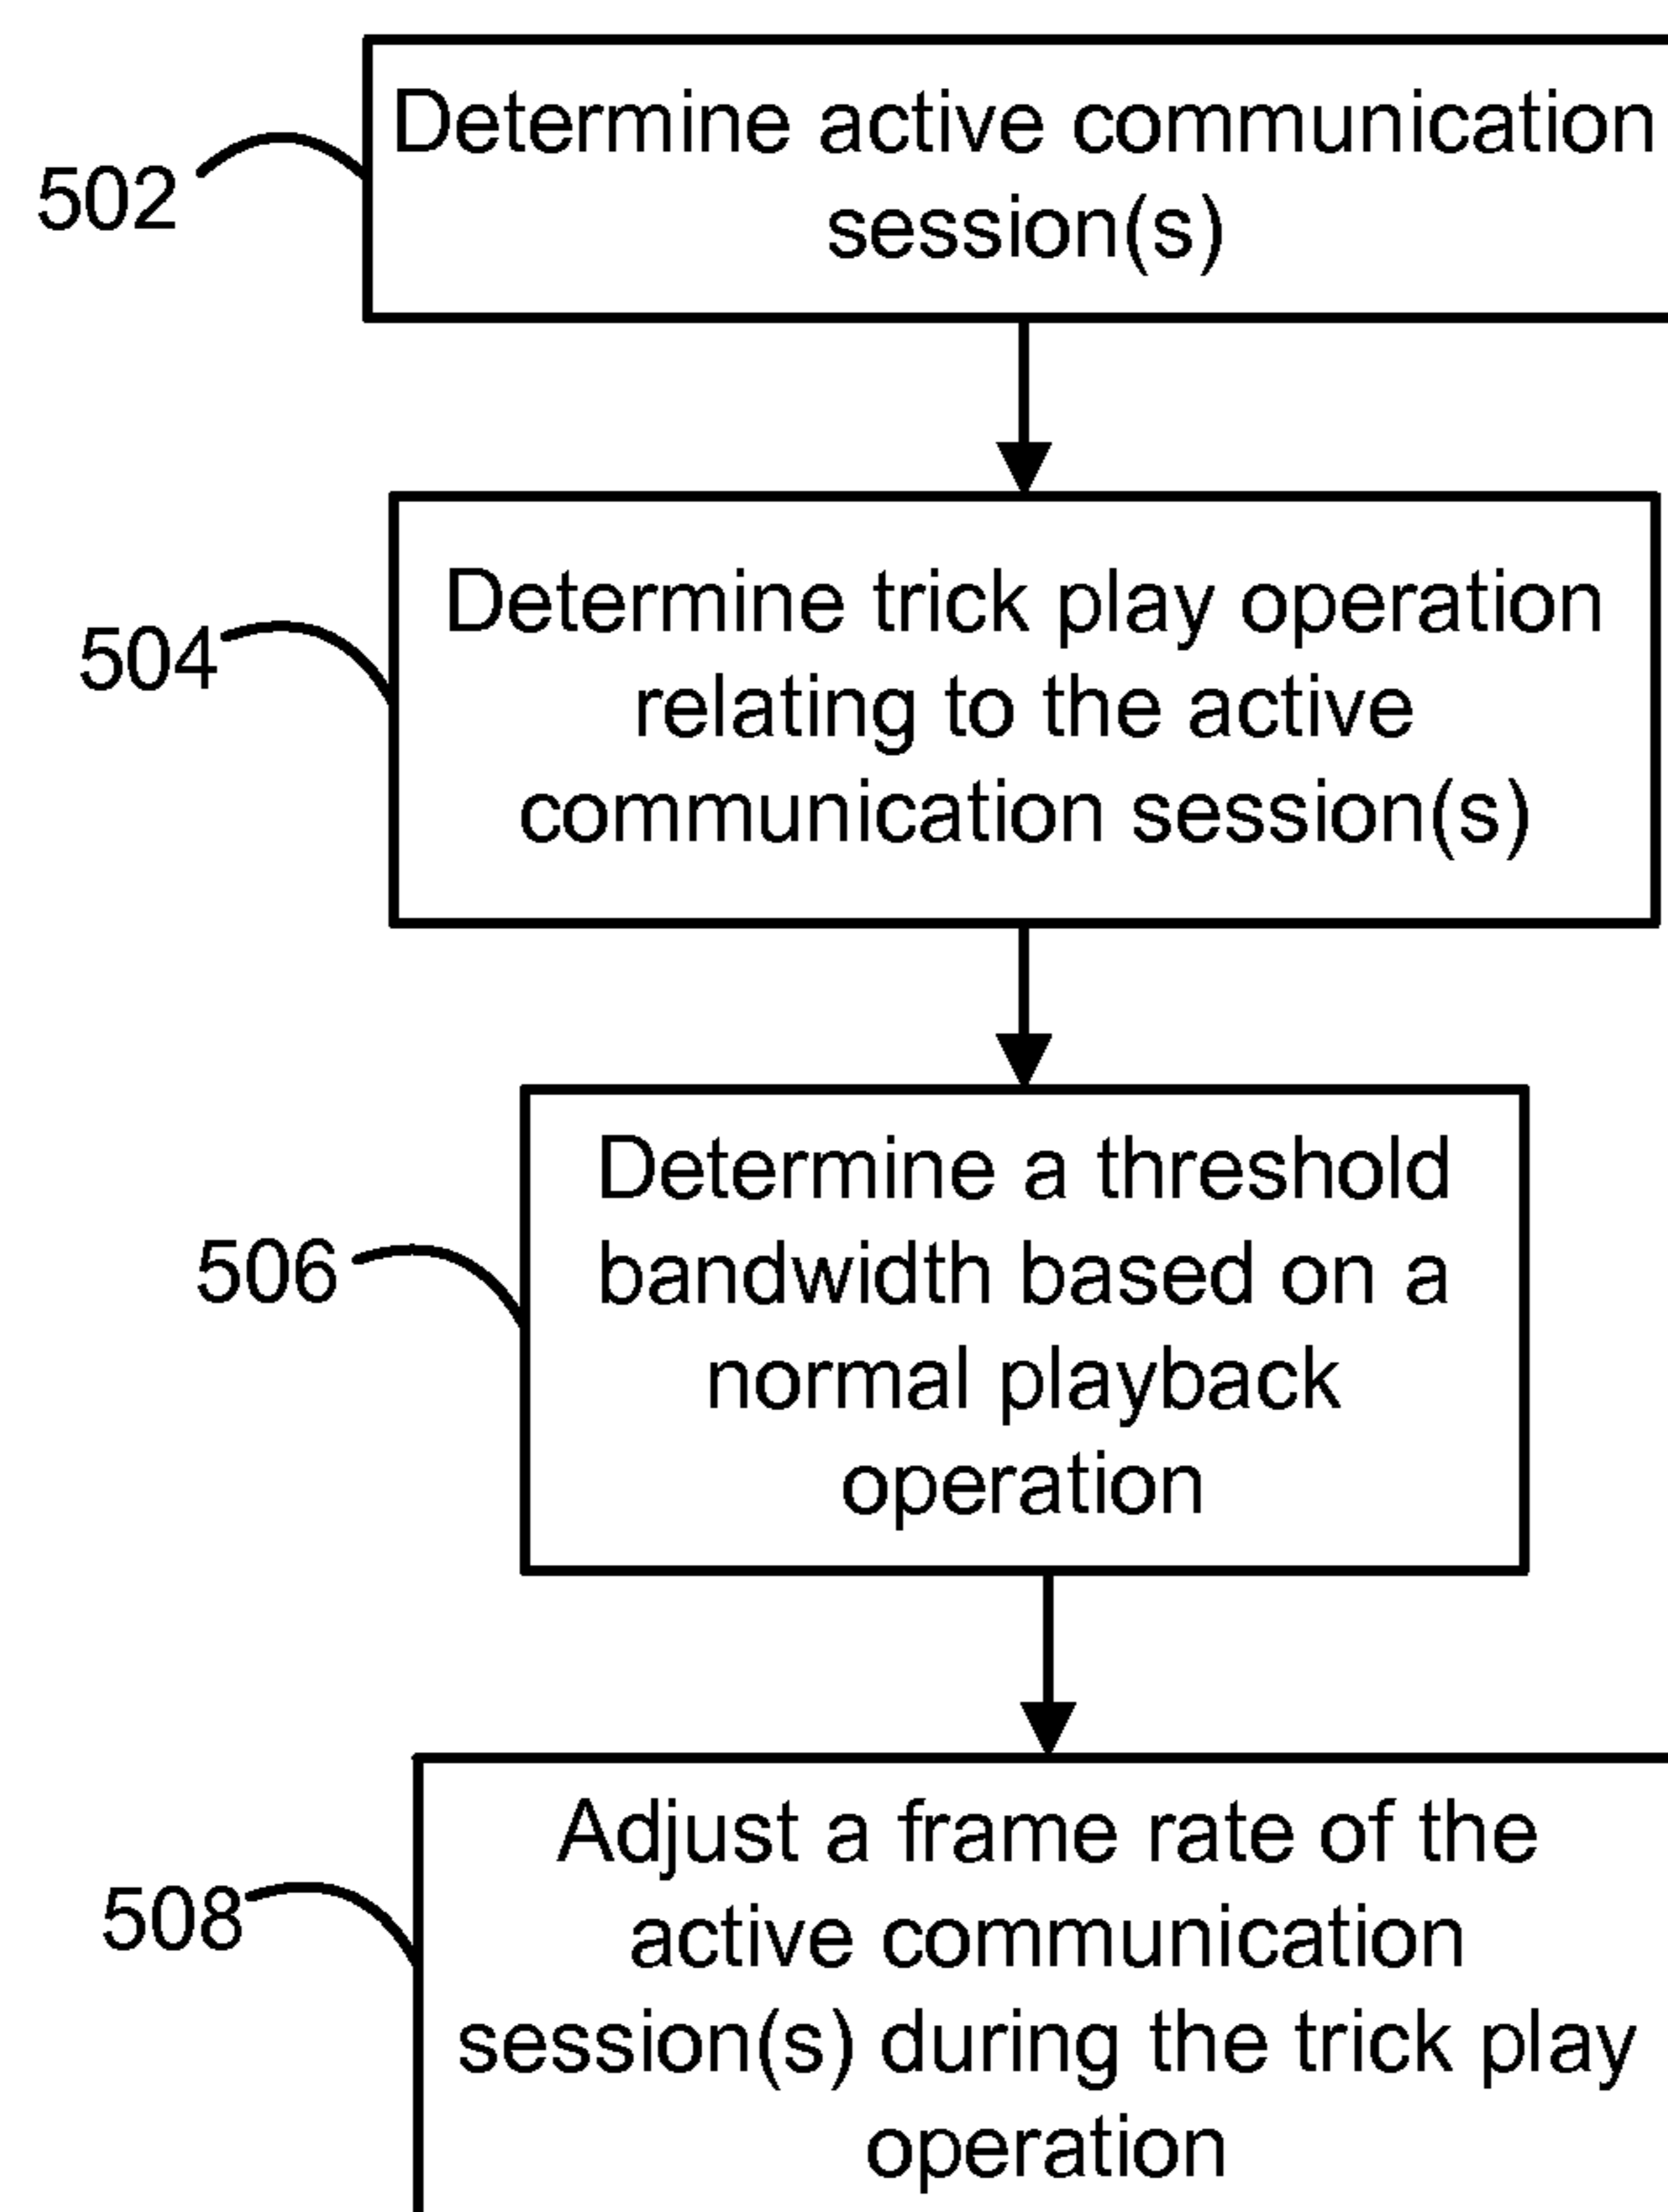 502
Determine active communication
session(s)
504
Determine trick play operation
relating to the active
communication session(s)
506
Determine a threshold
bandwidth based on a
normal playback
operation
508
Adjust a frame rate of the
active communication
session(s) during the trick play
operation